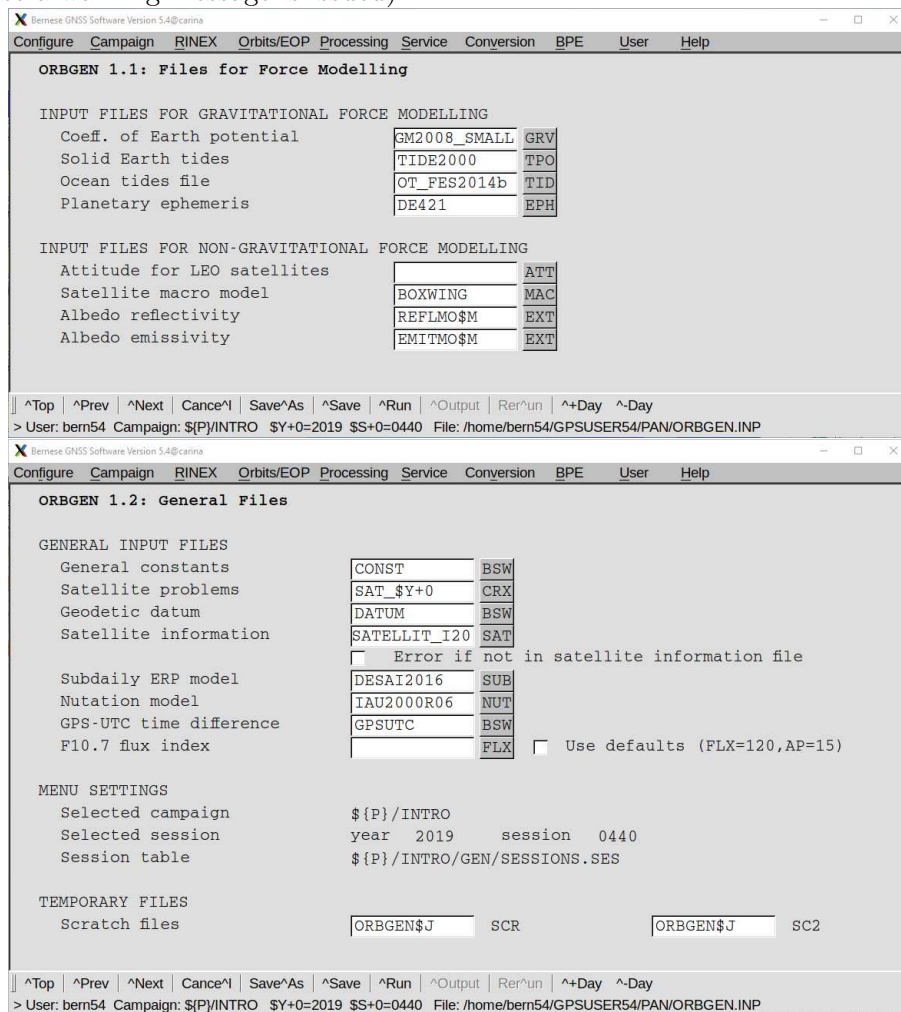 Bernese GNSS Software Version 5.4@carina
Configure Campaign RINEX Orbits/EOP Processing Service Conversion BPE User Help
ORBGEN 1.1: Files for Force Modelling
INPUT FILES FOR GRAVITATIONAL FORCE MODELLING
Coeff. of Earth potential GM2008_SMALL GRV
Solid Earth tides TIDE2000 TPO
Ocean tides file OT_FES2014b TID
Planetary ephemeris DE421 EPH
INPUT FILES FOR NON-GRAVITATIONAL FORCE MODELLING
Attitude for LEO satellites ATT
Satellite macro model BOXWING MAC
Albedo reflectivity REFLMO$M EXT
Albedo emissivity EMITMO$M EXT
^Top | ^Prev | ^Next | Cance^l | Save^As | ^Save | ^Run | ^Output | Rer^un | ^+Day ^-Day
> User: bern54 Campaign: ${P}/INTRO $Y+0=2019 $S+0=0440 File: /home/bern54/GPSUSER54/PAN/ORBGEN.INP
Bernese GNSS Software Version 5.4@carina
Configure Campaign RINEX Orbits/EOP Processing Service Conversion BPE User Help
ORBGEN 1.2: General Files
GENERAL INPUT FILES
General constants CONST BSW
Satellite problems SAT_$Y+0 CRX
Geodetic datum DATUM BSW
Satellite information SATELLIT_I20 SAT
Error if not in satellite information file
Subdaily ERP model DESAI2016 SUB
Nutation model IAU2000R06 NUT
GPS-UTC time difference GPSUTC BSW
F10.7 flux index FLX Use defaults (FLX=120,AP=15)
MENU SETTINGS
Selected campaign ${P}/INTRO
Selected session year 2019 session 0440
Session table ${P}/INTRO/GEN/SESSIONS.SES
TEMPORARY FILES
Scratch files ORBGEN$J SCR ORBGEN$J SC2
^Top | ^Prev | ^Next | Cance^l | Save^As | ^Save | ^Run | ^Output | Rer^un | ^+Day ^-Day
> User: bern54 Campaign: ${P}/INTRO $Y+0=2019 $S+0=0440 File: /home/bern54/GPSUSER54/PAN/ORBGEN.INP